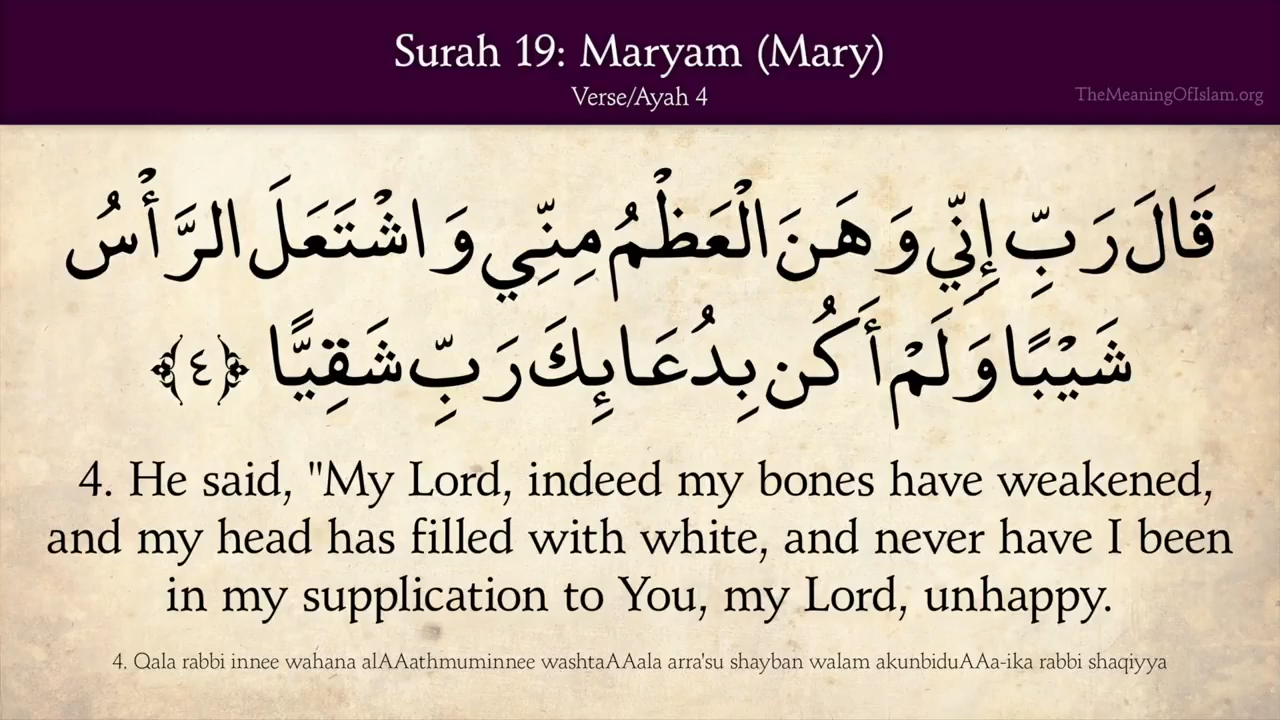 Surah 19: Maryam (Mary)
Verse/Ayah 4
TheMeaningOfIslam.org
قَالَ رَبِّ إِنِّي وَهَنَ الْعَظْمُ مِنِّي وَاشْتَعَلَ الرَّأْسُ
شَيْبًا وَلَمْ أَكُن بِدُعَايِٕكَ رَبِّ شَقِيًّا ﴿٤﴾
4. He said, "My Lord, indeed my bones have weakened,
and my head has filled with white, and never have I been
in my supplication to You, my Lord, unhappy.
4. Qala rabbi innee wahana alAAathmuminnee washtaAAala arra'su shayban walam akunbiduAAa-ika rabbi shaqiyya